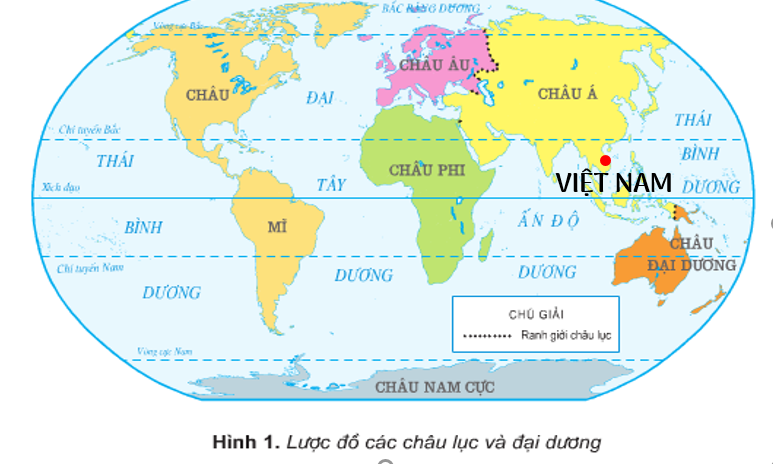 BẮC BĂNG DƯƠNG
Vòng cực Bắc
CHÂU ÂU
CHÂU
ĐẠI
CHÂU Á
THÁI
Chí tuyến Bắc
BÌNH
THÁI
CHÂU PHI
VIỆT NAM
TÂY
DƯƠNG
Xích đạo
BÌNH
MĨ
ẤN ĐỘ
CHÂU
ĐẠI DƯƠNG
Chí tuyến Nam
DƯƠNG
DƯƠNG
DƯƠNG
CHÚ GIẢI
Ranh giới châu lục
Vòng cực Nam
CHÂU NAM CỰC
Hình 1. Lược đồ các châu lục và đại dương